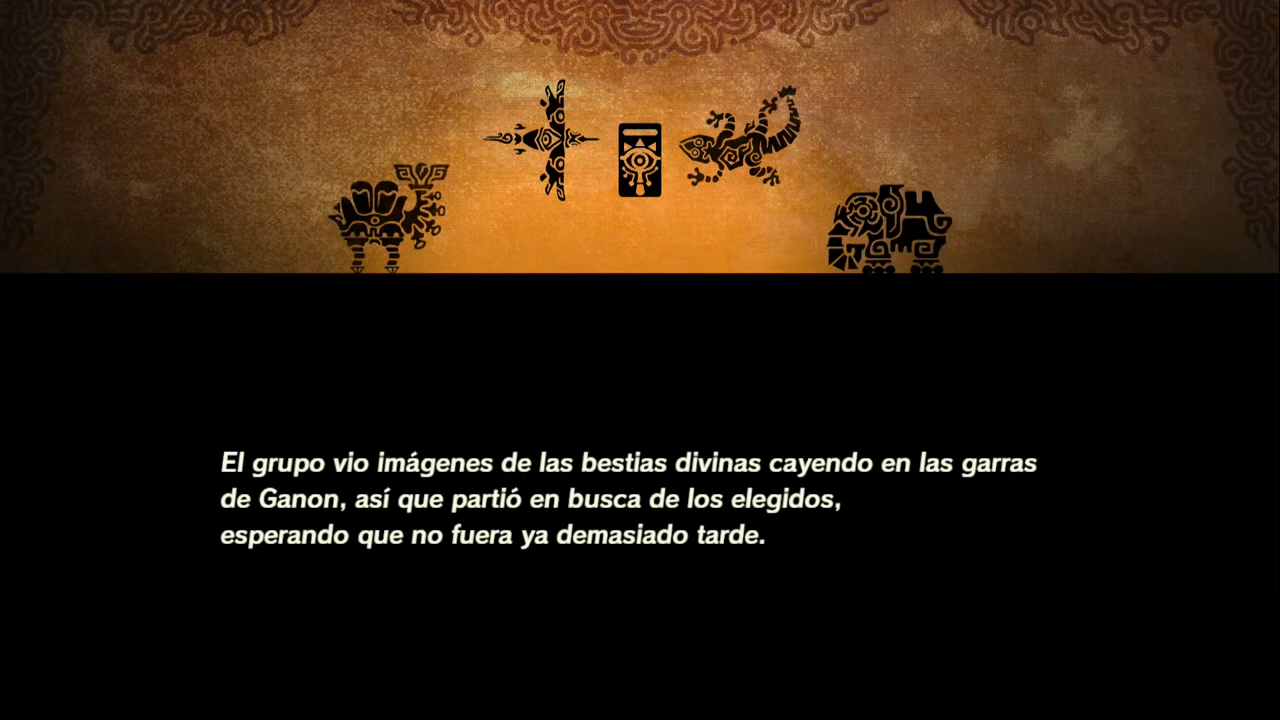 El grupo vio imágenes de las bestias divinas cayendo en las garras
de Ganon, así que partió en busca de los elegidos,
esperando que no fuera ya demasiado tarde.